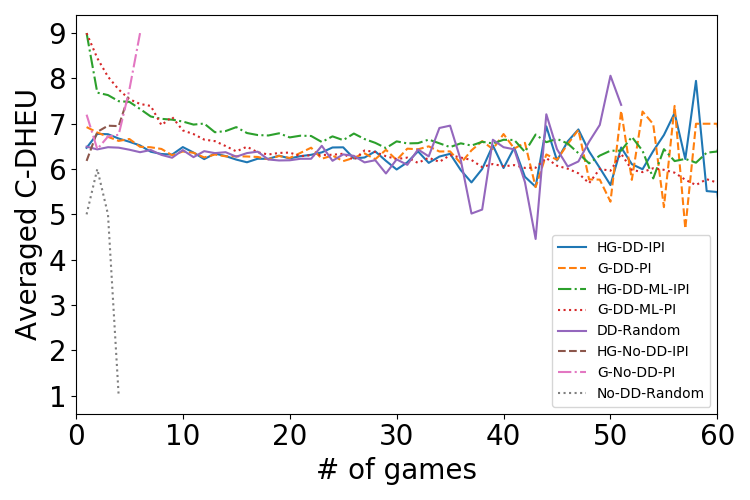 Averaged C-DHEU
9
8
7
6
5
4
3
2
1
0 10 20 30 40 50 60
# of games
HG-DD-IPI
G-DD-PI
HG-DD-ML-IPI
G-DD-ML-PI
DD-Random
HG-No-DD-IPI
G-No-DD-PI
No-DD-Random